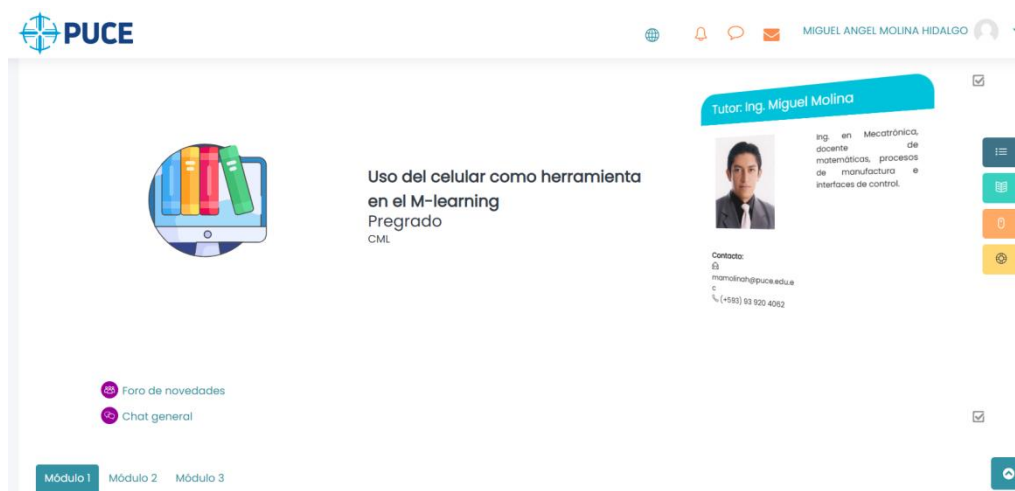 PUCE
MIGUEL ANGEL MOLINA HIDALGO
Tutor: Ing. Miguel Molina
Ing. en Mecatrónica,
docente de
matemáticas, procesos
de manufactura e
interfaces de control.
Uso del celular como herramienta
en el M-learning
Pregrado
CML
Contacto:
mamolinah@puce.edu.e
c
(+593) 93 920 4062
Foro de novedades
Chat general
Módulo 1 Módulo 2 Módulo 3